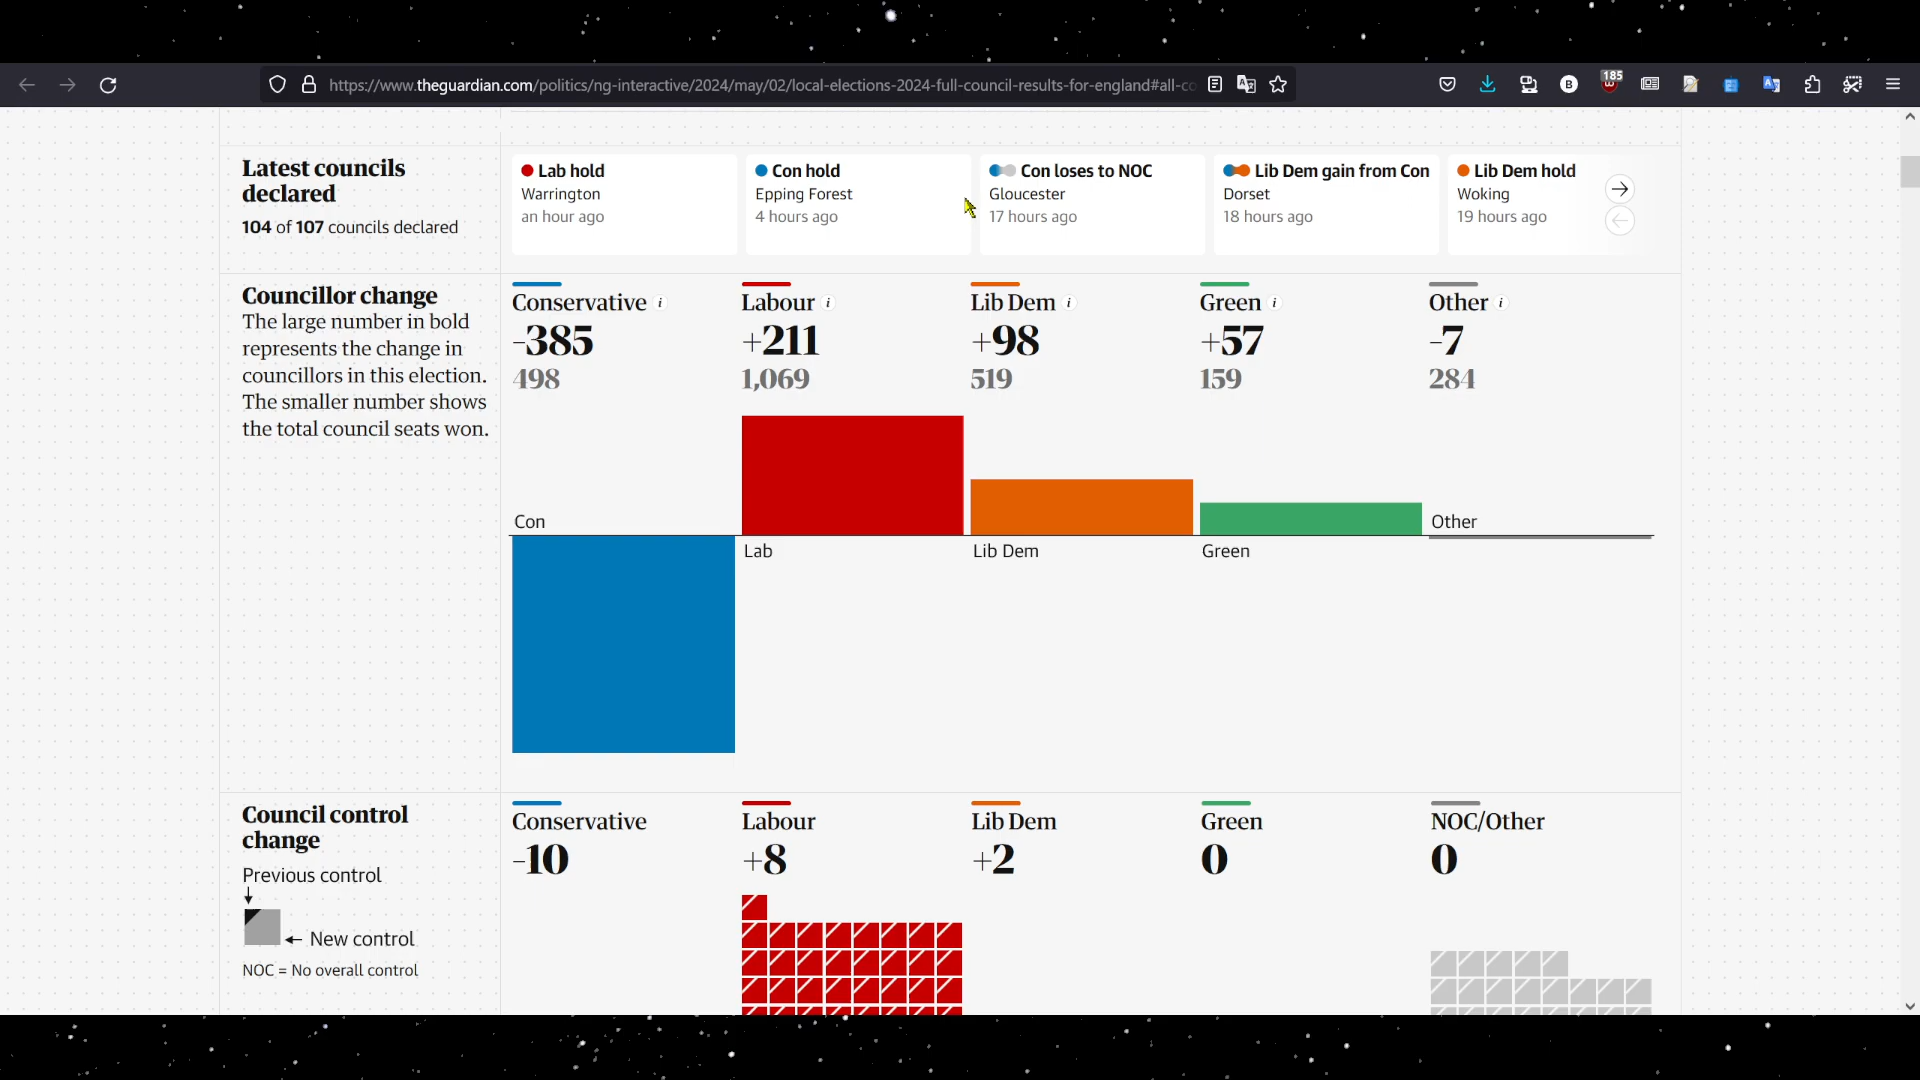 https://www.theguardian.com/politics/ng-interactive/2024/may/02/local-elections-2024-full-council-results-for-england#all-co
B
185
Latest councils
declared
104 of 107 councils declared
Lab hold
Warrington
an hour ago
Con hold
Epping Forest
4 hours ago
Con loses to NOC
Gloucester
17 hours ago
Lib Dem gain from Con
Dorset
18 hours ago
Lib Dem hold
Woking
19 hours ago
Councillor change
The large number in bold
represents the change in
councillors in this election.
The smaller number shows
the total council seats won.
Conservative i
-385
498
Labour i
+211
1,069
Lib Dem i
+98
519
Green i
+57
159
Other i
-7
284
Con
Lab
Lib Dem
Green
Other
Council control
change
Previous control
New control
NOC = No overall control
Conservative
-10
Labour
+8
Lib Dem
+2
Green
0
NOC/Other
0